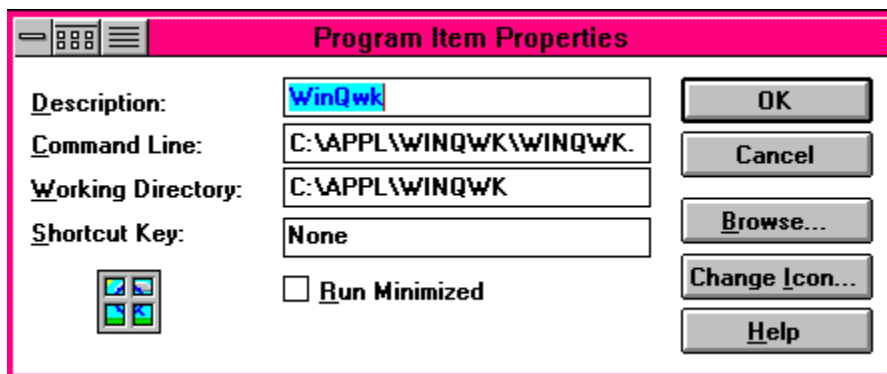 Program Item Properties
Description: WinQwk OK
Command Line: C:\APPL\WINQWK\WINQWK. Cancel
Working Directory: C:\APPL\WINQWK
Browse...
Shortcut Key: None
Run Minimized Change Icon...
Help